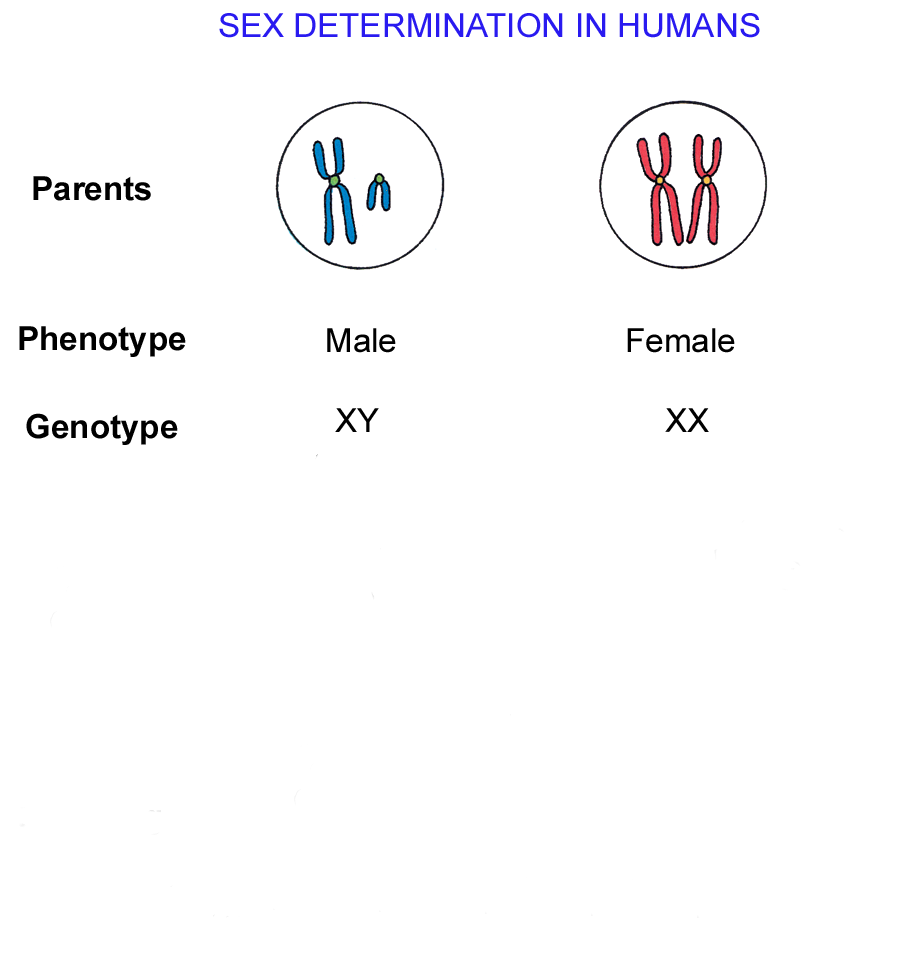 SEX DETERMINATION IN HUMANS
Parents
Phenotype Male Female
Genotype XY XX